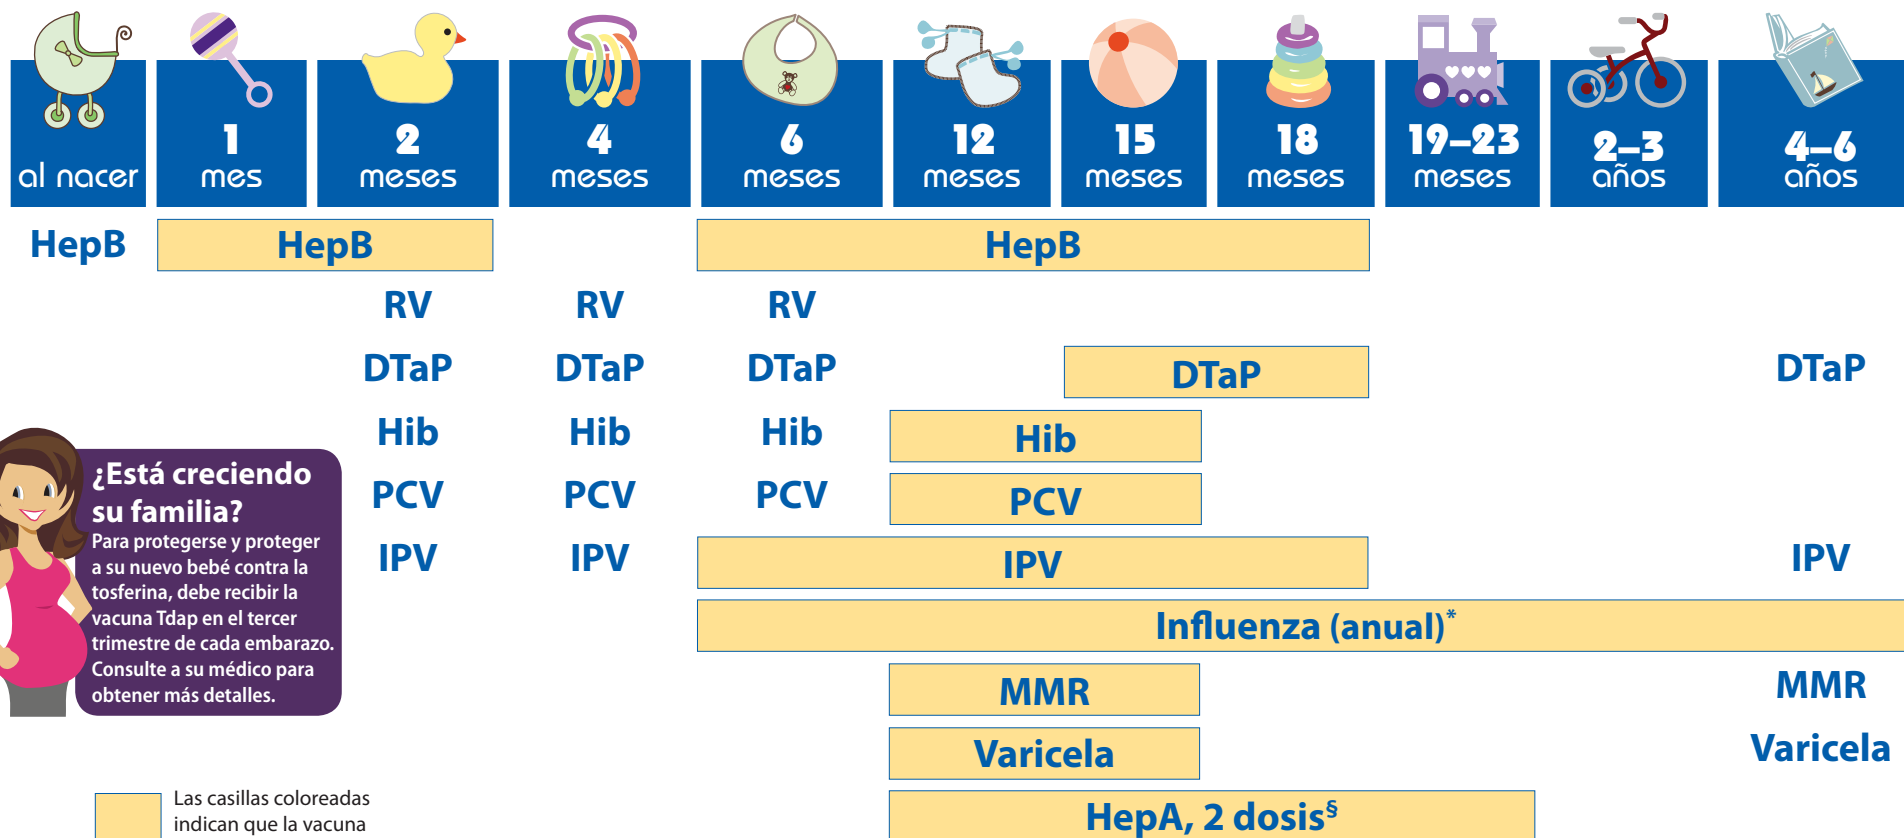 al nacer
1 mes
2 meses
4 meses
6 meses
12 meses
15 meses
18 meses
19–23 meses
2–3 años
4–6 años
HepB HepB HepB
RV RV RV
DTaP DTaP DTaP DTaP DTaP
Hib Hib Hib Hib
PCV PCV PCV PCV
IPV IPV IPV IPV
Influenza (anual)*
MMR MMR
Varicela Varicela
HepA, 2 dosis§
¿Está creciendo
su familia?
Para protegerse y proteger
a su nuevo bebé contra la
tosferina, debe recibir la
vacuna Tdap en el tercer
trimestre de cada embarazo.
Consulte a su médico para
obtener más detalles.
Las casillas coloreadas
indican que la vacuna